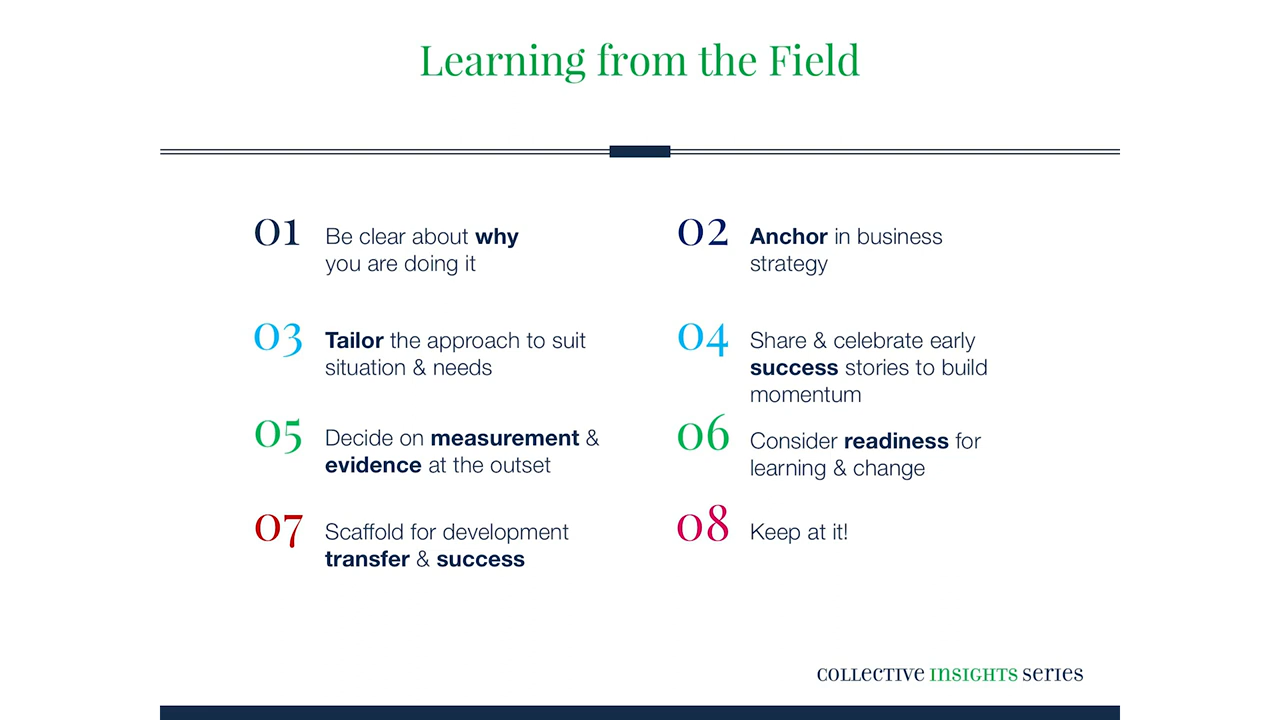 Learning from the Field
01 Be clear about why
you are doing it
02 Anchor in business
strategy
03 Tailor the approach to suit
situation & needs
04 Share & celebrate early
success stories to build
momentum
05 Decide on measurement &
evidence at the outset
06 Consider readiness for
learning & change
07 Scaffold for development
transfer & success
08 Keep at it!
COLLECTIVE INSIGHTS SERIES